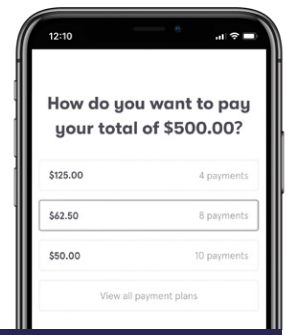 12:10
How do you want to pay
your total of $500.00?
$125.00 4 payments
$62.50 8 payments
$50.00 10 payments
View all payment plans